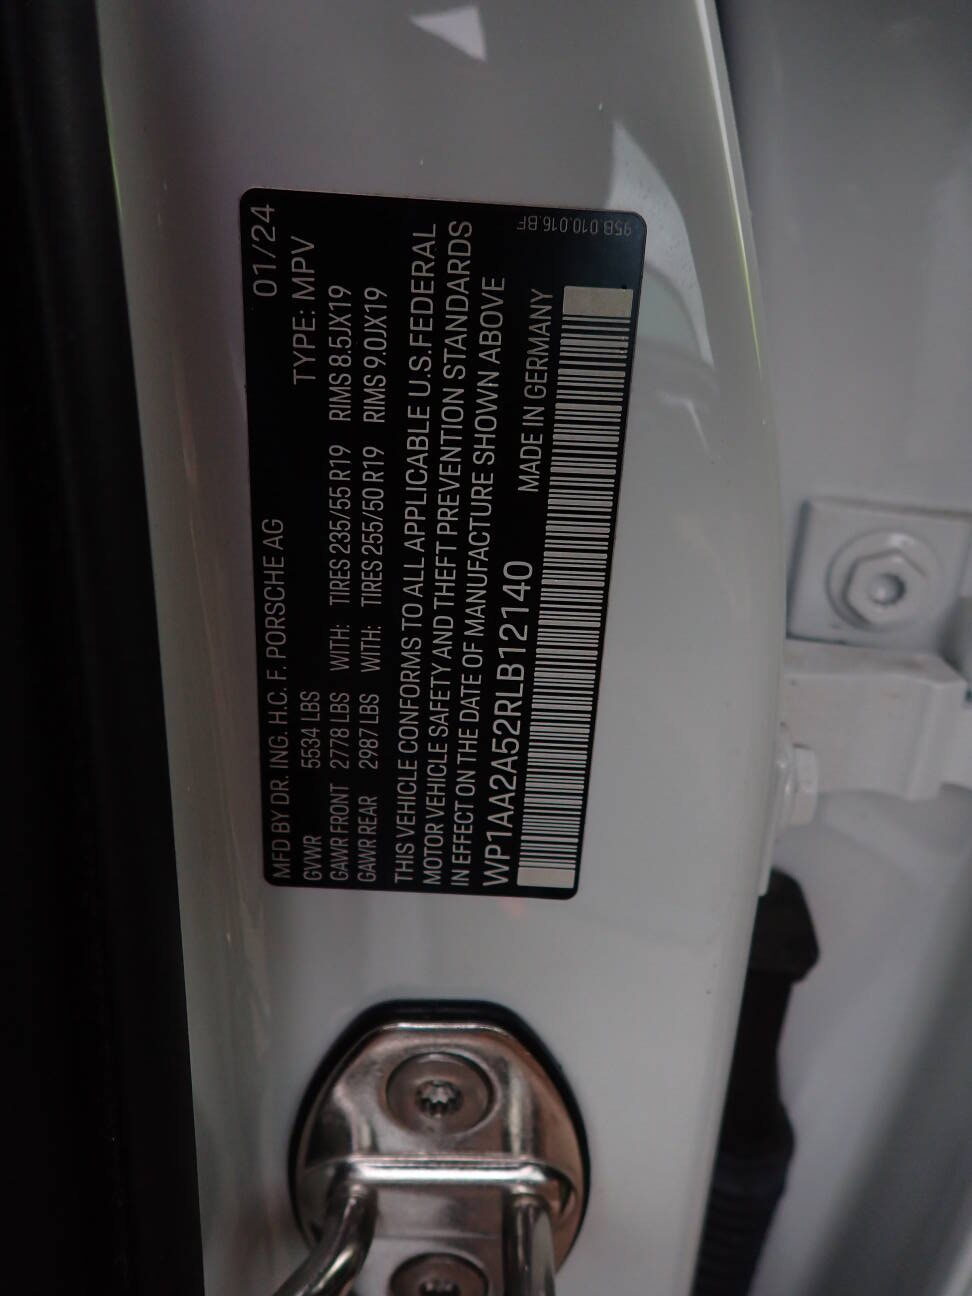 01/24
MFD BY DR. ING. H.C. F. PORSCHE AG
GVWR 5534 LBS TYPE: MPV
GAWR FRONT 2778 LBS WITH: TIRES 235/55 R19 RIMS 8.5JX19
GAWR REAR 2987 LBS WITH: TIRES 255/50 R19 RIMS 9.0JX19
THIS VEHICLE CONFORMS TO ALL APPLICABLE U.S.FEDERAL
MOTOR VEHICLE SAFETY AND THEFT PREVENTION STANDARDS
IN EFFECT ON THE DATE OF MANUFACTURE SHOWN ABOVE
WP1AA2A52RLB12140
MADE IN GERMANY
95B.010.016.BF